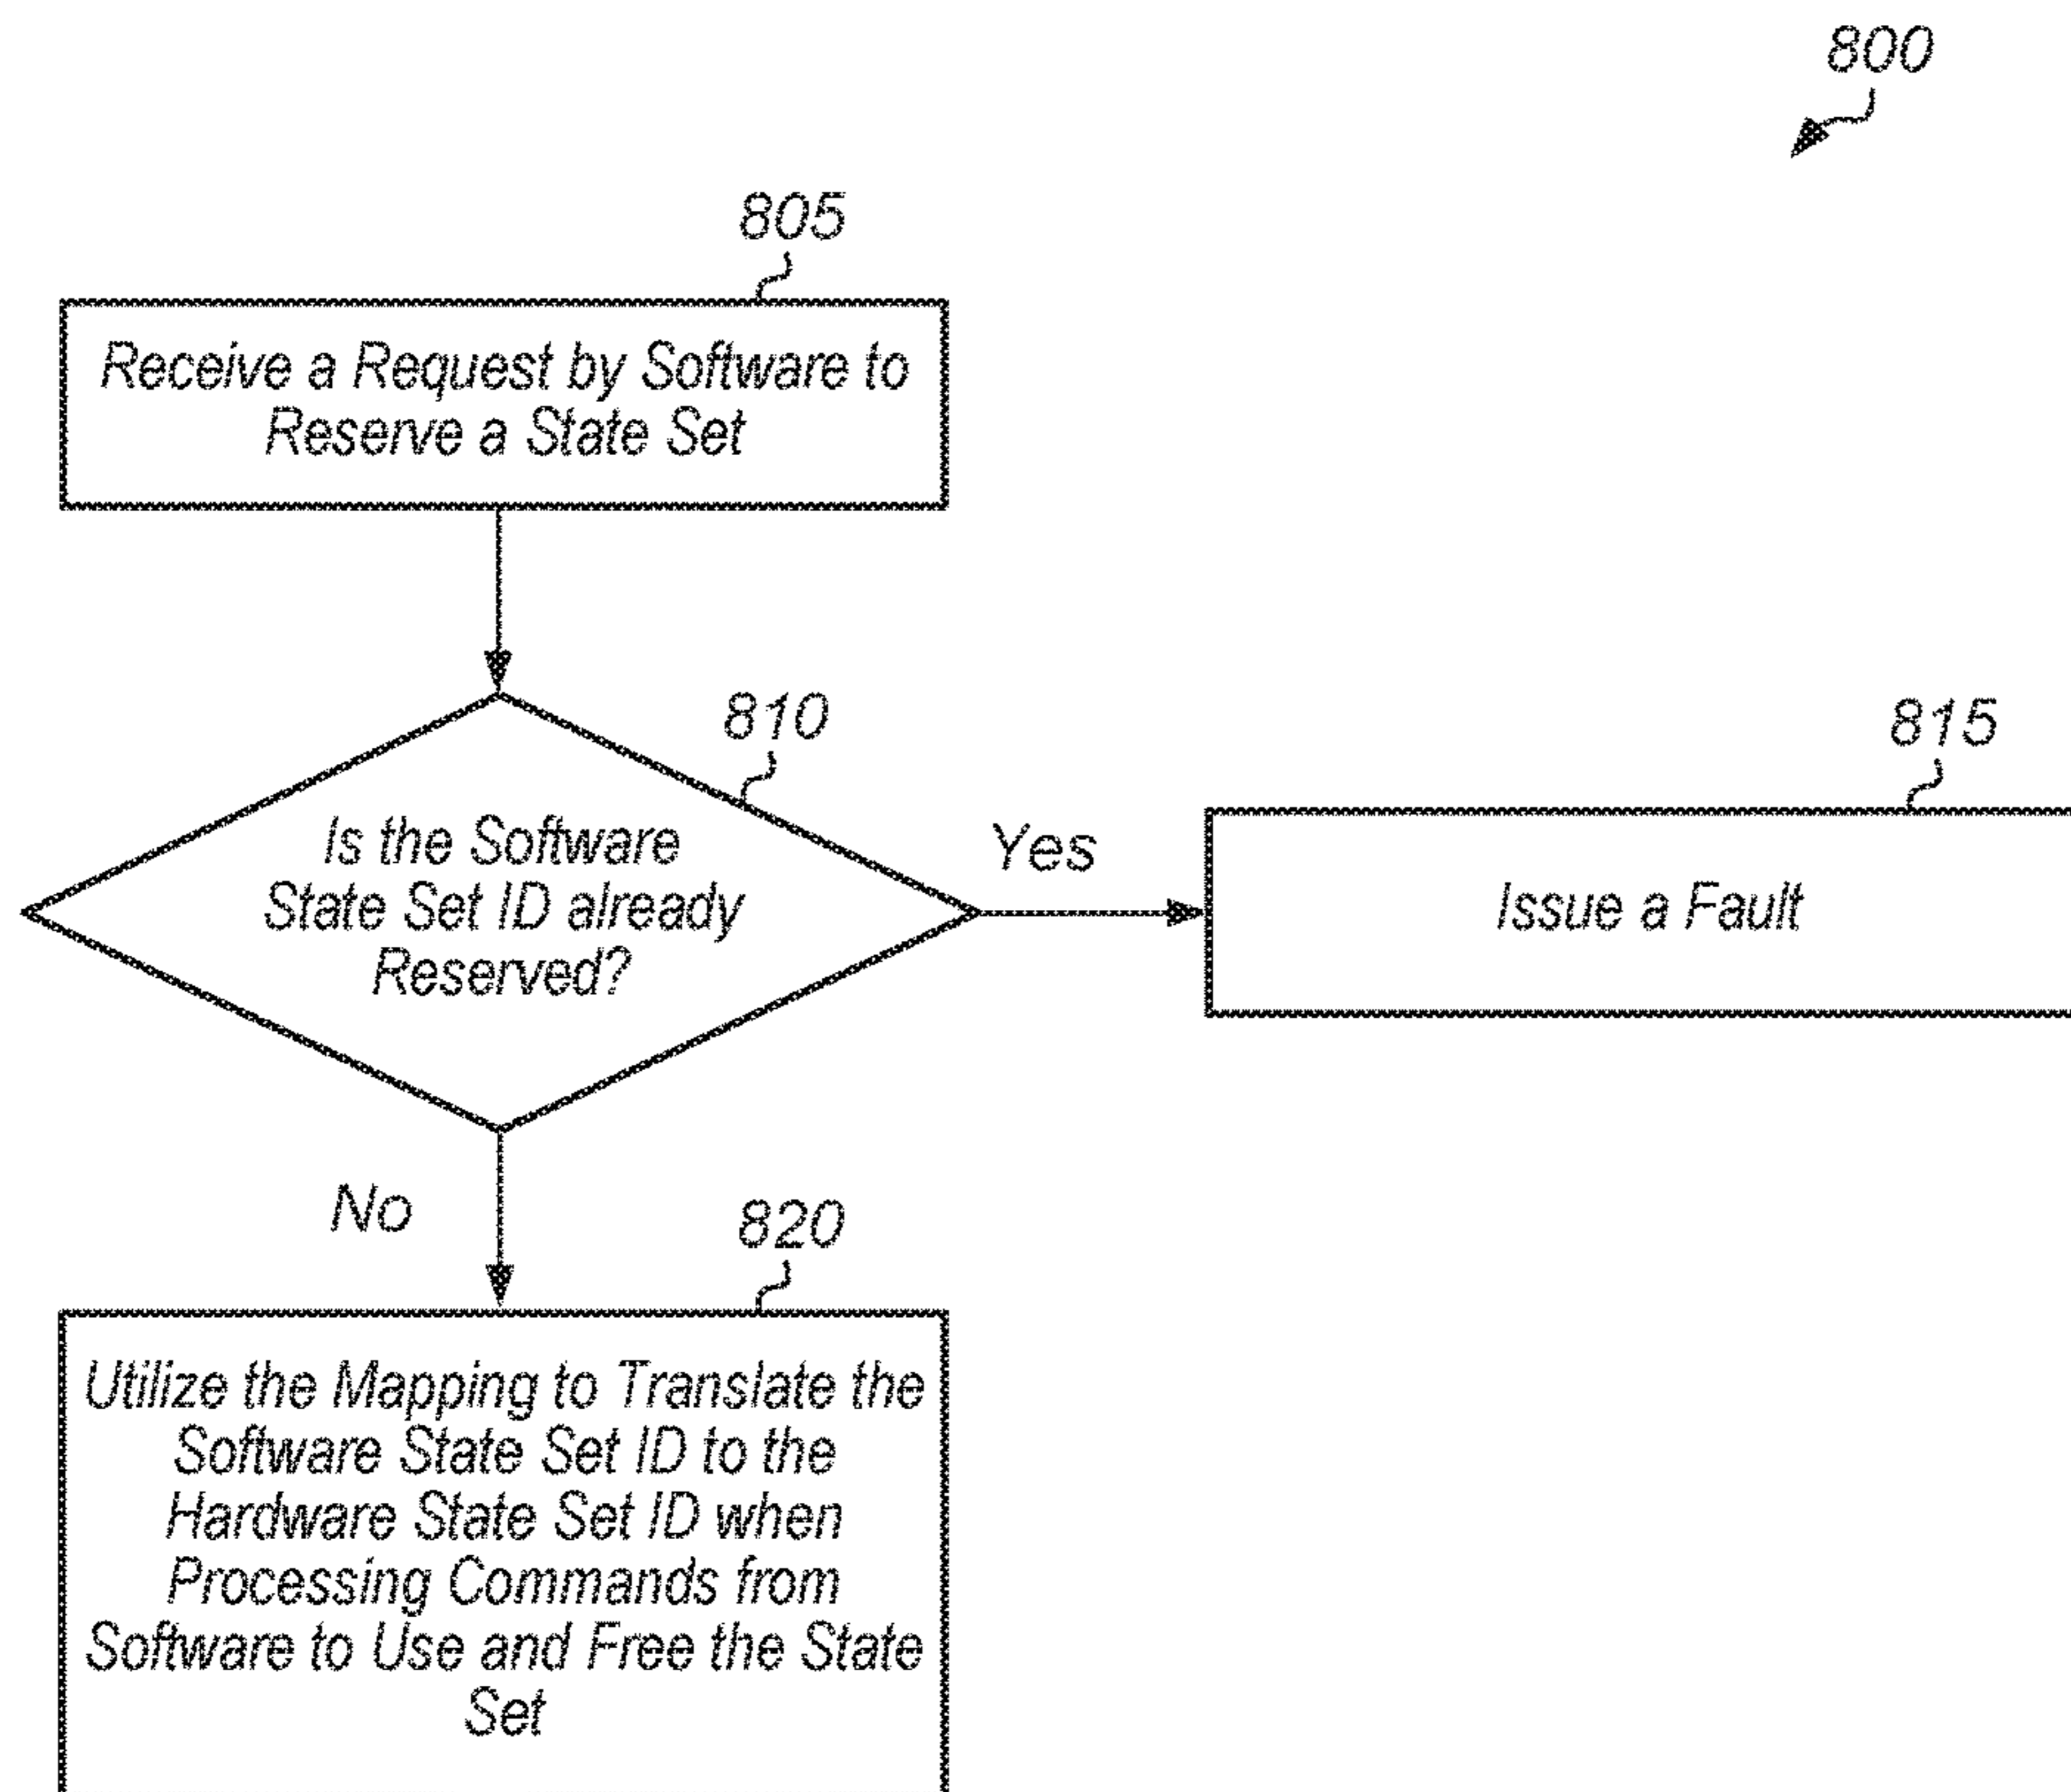 800
805
Receive a Request by Software to
Reserve a State Set
810
Is the Software
State Set ID already
Reserved?
Yes
815
Issue a Fault
No
820
Utilize the Mapping to Translate the
Software State Set ID to the
Hardware State Set ID when
Processing Commands from
Software to Use and Free the State
Set